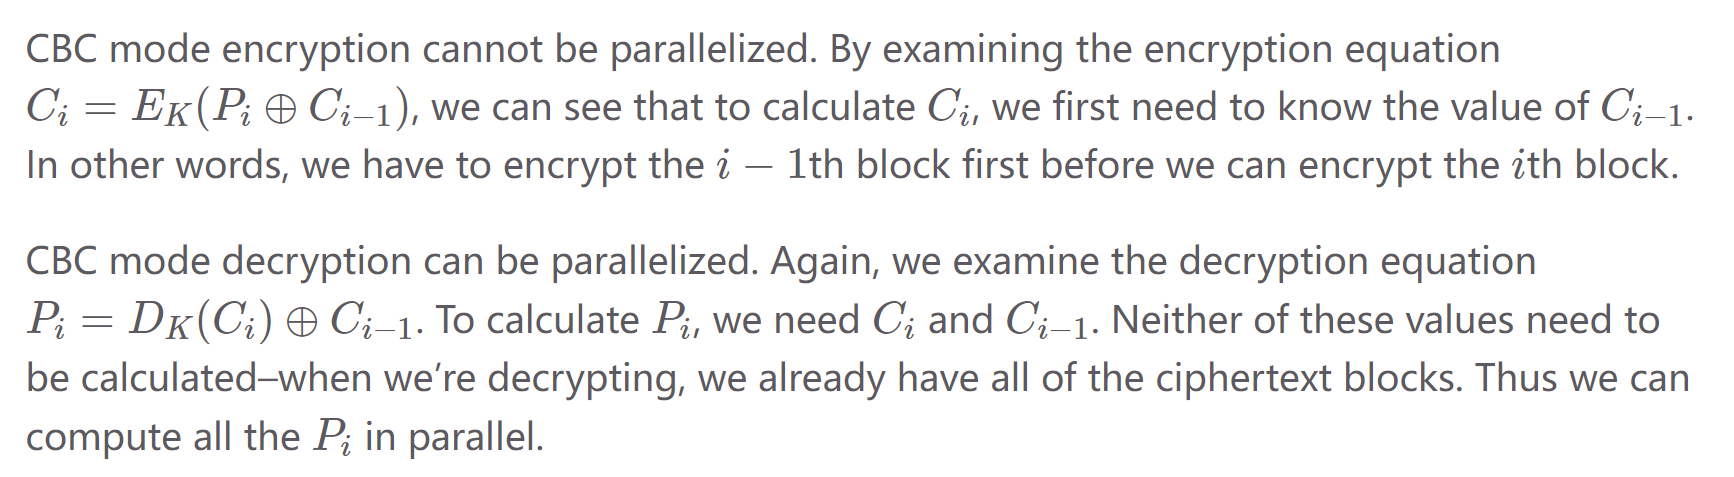 CBC mode encryption cannot be parallelized. By examining the encryption equation
$C_i = E_K(P_i \oplus C_{i-1})$, we can see that to calculate $C_i$, we first need to know the value of $C_{i-1}$.
In other words, we have to encrypt the $i - 1$th block first before we can encrypt the $i$th block.
CBC mode decryption can be parallelized. Again, we examine the decryption equation
$P_i = D_K(C_i) \oplus C_{i-1}$. To calculate $P_i$, we need $C_i$ and $C_{i-1}$. Neither of these values need to
be calculated–when we’re decrypting, we already have all of the ciphertext blocks. Thus we can
compute all the $P_i$ in parallel.